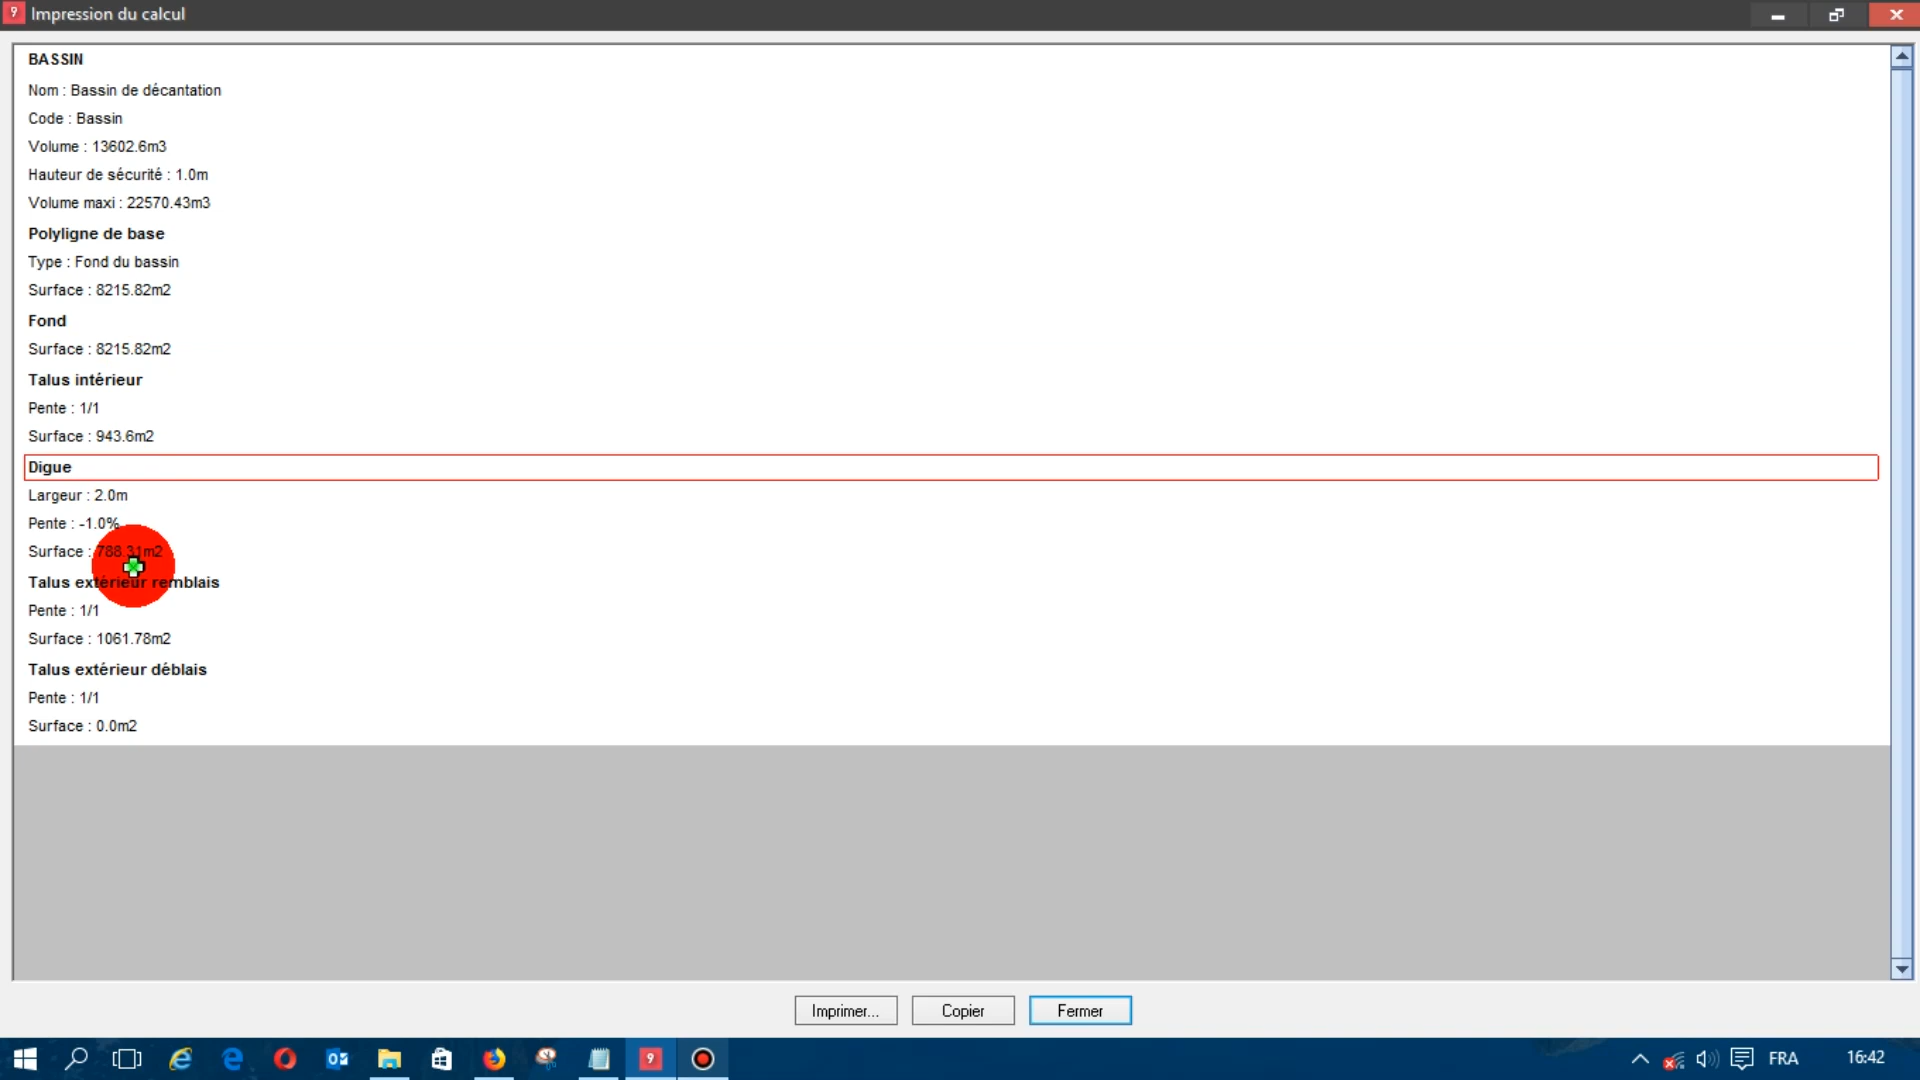 Impression du calcul
BASSIN
Nom : Bassin de décantation
Code : Bassin
Volume : 13602.6m3
Hauteur de sécurité : 1.0m
Volume maxi : 22570.43m3
Polyligne de base
Type : Fond du bassin
Surface : 8215.82m2
Fond
Surface : 8215.82m2
Talus intérieur
Pente : 1/1
Surface : 943.6m2
Digue
Largeur : 2.0m
Pente : -1.0%
Surface : 788.31m2
Talus extérieur remblais
Pente : 1/1
Surface : 1061.78m2
Talus extérieur déblais
Pente : 1/1
Surface : 0.0m2
Imprimer... Copier Fermer
FRA 16:42